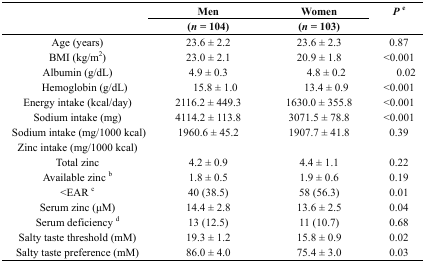 Men Women P e
(n = 104) (n = 103)
Age (years) 23.6 ± 2.2 23.6 ± 2.3 0.87
BMI (kg/m2) 23.0 ± 2.1 20.9 ± 1.8 <0.001
Albumin (g/dL) 4.9 ± 0.3 4.8 ± 0.2 0.02
Hemoglobin (g/dL) 15.8 ± 1.0 13.4 ± 0.9 <0.001
Energy intake (kcal/day) 2116.2 ± 449.3 1630.0 ± 355.8 <0.001
Sodium intake (mg) 4114.2 ± 113.8 3071.5 ± 78.8 <0.001
Sodium intake (mg/1000 kcal) 1960.6 ± 45.2 1907.7 ± 41.8 0.39
Zinc intake (mg/1000 kcal)
Total zinc 4.2 ± 0.9 4.4 ± 1.1 0.22
Available zinc b 1.8 ± 0.5 1.9 ± 0.6 0.19
<EAR c 40 (38.5) 58 (56.3) 0.01
Serum zinc (μM) 14.4 ± 2.8 13.6 ± 2.5 0.04
Serum deficiency d 13 (12.5) 11 (10.7) 0.68
Salty taste threshold (mM) 19.3 ± 1.2 15.8 ± 0.9 0.02
Salty taste preference (mM) 86.0 ± 4.0 75.4 ± 3.0 0.03